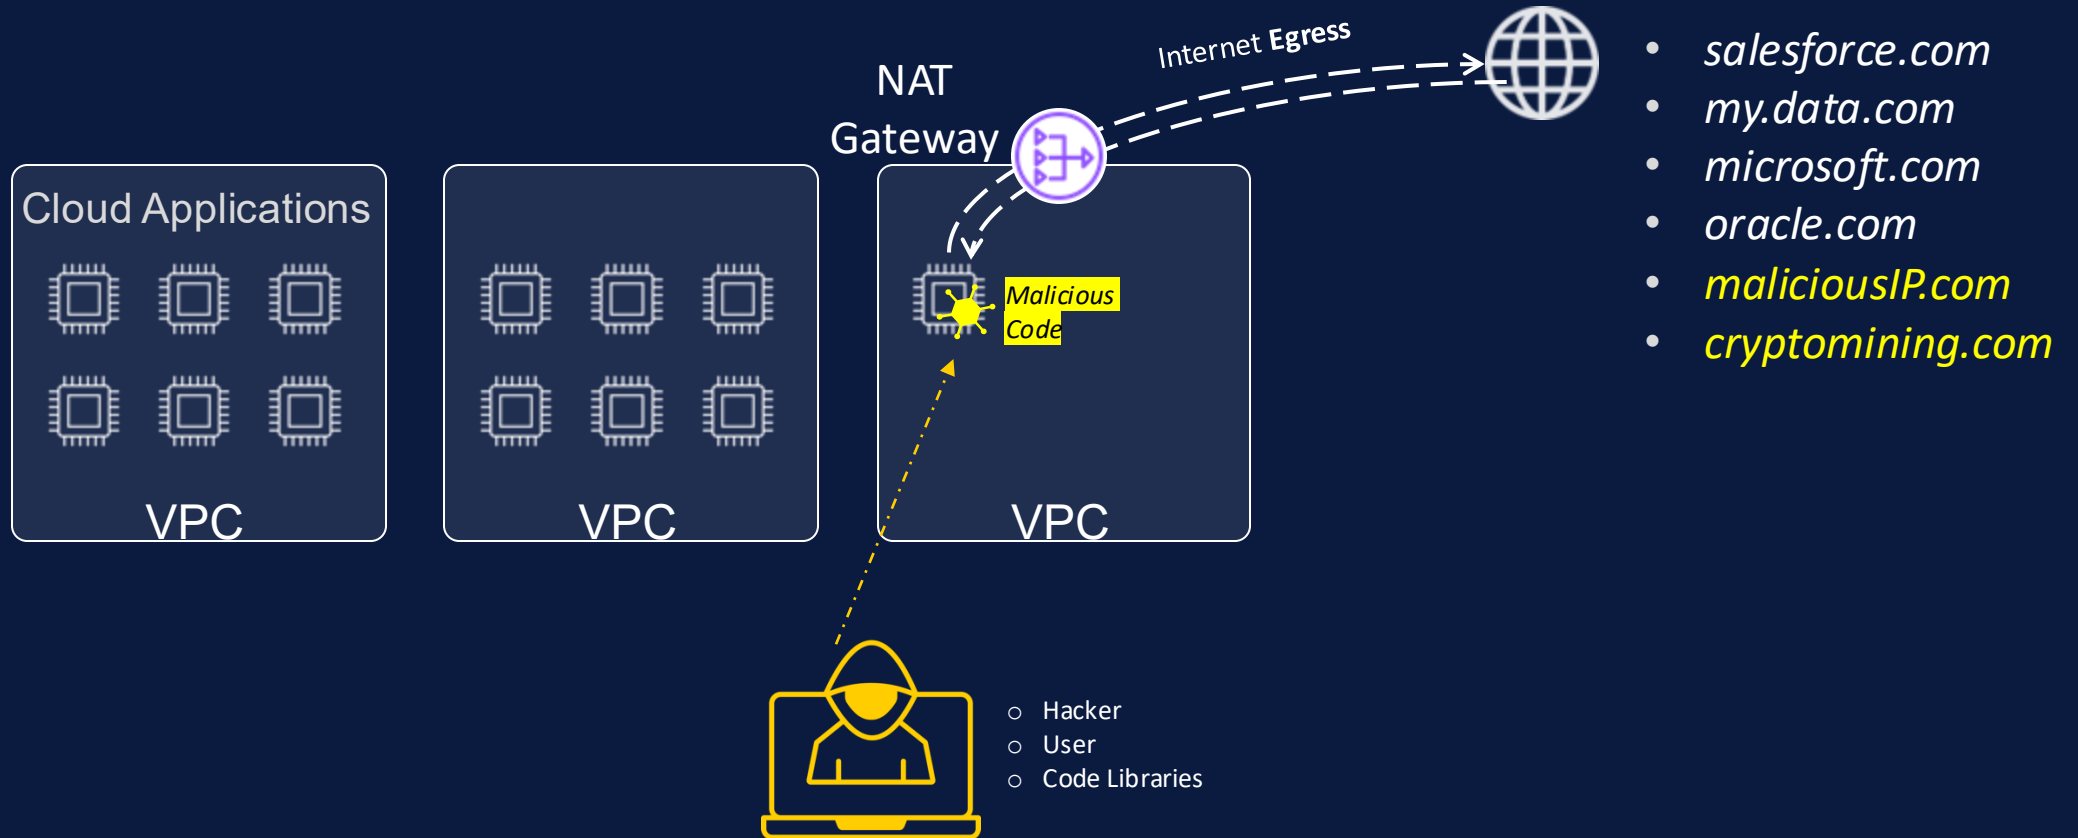 Internet Egress
NAT
Gateway
• salesforce.com
• my.data.com
• microsoft.com
• oracle.com
• maliciousIP.com
• cryptomining.com
Cloud Applications
VPC
VPC
Malicious
Code
VPC
o Hacker
o User
o Code Libraries